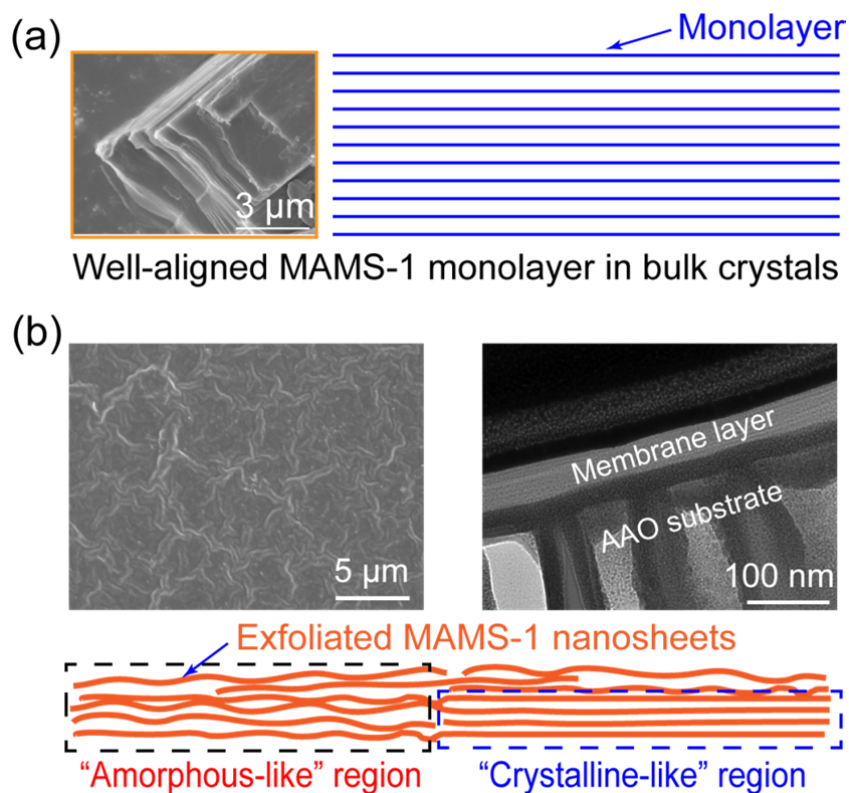 (a)
Monolayer
3 μm
Well-aligned MAMS-1 monolayer in bulk crystals
(b)
5 μm
Membrane layer
AAO substrate
100 nm
Exfoliated MAMS-1 nanosheets
“Amorphous-like” region
“Crystalline-like” region